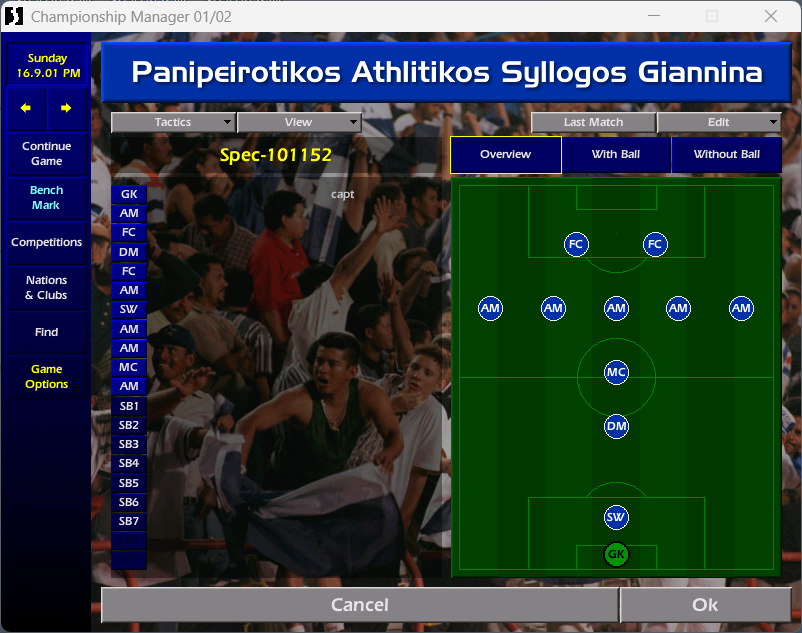 Championship Manager 01/02
Sunday
16.9.01 PM
Panipeirotikos Athlitikos Syllogos Giannina
Tactics
View
Last Match
Edit
Continue
Game
Bench
Mark
Competitions
Nations
& Clubs
Find
Game
Options
Spec-101152
Overview
With Ball
Without Ball
GK
capt
AM
FC
DM
FC
AM
SW
AM
AM
MC
AM
SB1
SB2
SB3
SB4
SB5
SB6
SB7
FC FC
AM AM AM AM AM
MC
DM
SW
GK
Cancel
Ok